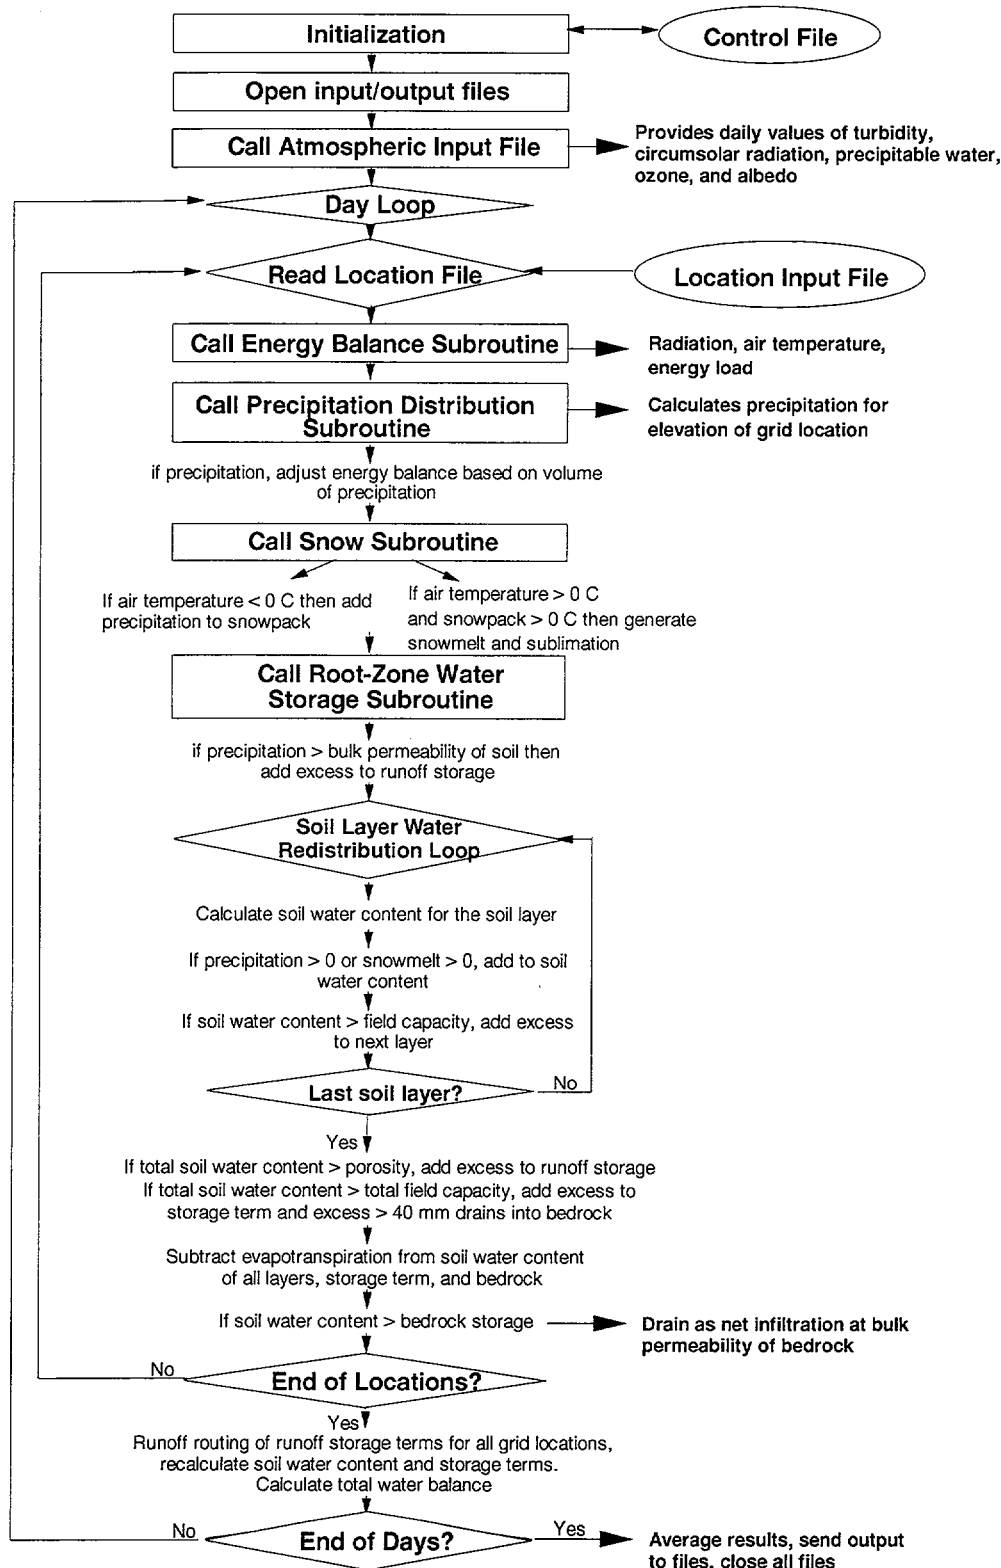 Initialization
Control File
Open input/output files
Call Atmospheric Input File
Provides daily values of turbidity,
circumsolar radiation, precipitable water,
ozone, and albedo
Day Loop
Read Location File
Location Input File
Call Energy Balance Subroutine
Radiation, air temperature,
energy load
Call Precipitation Distribution
Subroutine
Calculates precipitation for
elevation of grid location
if precipitation, adjust energy balance based on volume
of precipitation
Call Snow Subroutine
If air temperature < 0 C then add
precipitation to snowpack
If air temperature > 0 C
and snowpack > 0 C then generate
snowmelt and sublimation
Call Root-Zone Water
Storage Subroutine
if precipitation > bulk permeability of soil then
add excess to runoff storage
Soil Layer Water
Redistribution Loop
Calculate soil water content for the soil layer
If precipitation > 0 or snowmelt > 0, add to soil
water content
If soil water content > field capacity, add excess
to next layer
Last soil layer?
No
Yes
If total soil water content > porosity, add excess to runoff storage
If total soil water content > total field capacity, add excess to
storage term and excess > 40 mm drains into bedrock
Subtract evapotranspiration from soil water content
of all layers, storage term, and bedrock
If soil water content > bedrock storage
Drain as net infiltration at bulk
permeability of bedrock
No
End of Locations?
Yes
Runoff routing of runoff storage terms for all grid locations,
recalculate soil water content and storage terms.
Calculate total water balance
No
End of Days?
Yes
Average results, send output
to files, close all files